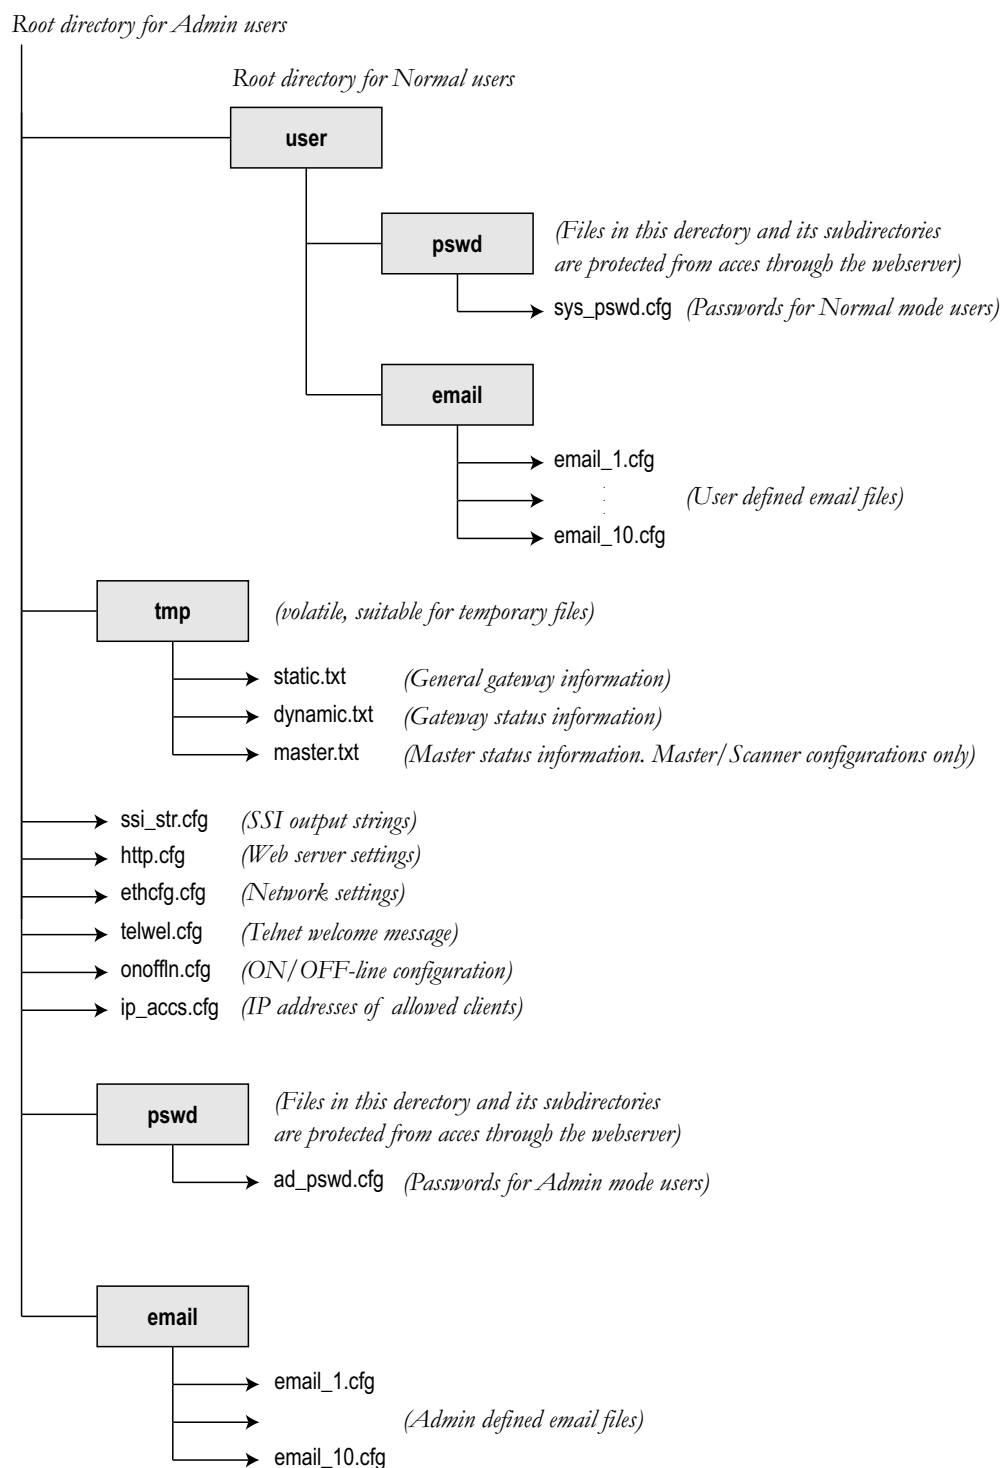 Root directory for Admin users
Root directory for Normal users
user
pswd
(Files in this derectory and its subdirectories
are protected from acces through the webserver)
sys_pswd.cfg (Passwords for Normal mode users)
email
email_1.cfg
(User defined email files)
email_10.cfg
tmp (volatile, suitable for temporary files)
static.txt (General gateway information)
dynamic.txt (Gateway status information)
master.txt (Master status information. Master/Scanner configurations only)
ssi_str.cfg (SSI output strings)
http.cfg (Web server settings)
ethcfg.cfg (Network settings)
telwel.cfg (Telnet welcome message)
onoffln.cfg (ON/OFF-line configuration)
ip_accs.cfg (IP addresses of allowed clients)
pswd
(Files in this derectory and its subdirectories
are protected from acces through the webserver)
ad_pswd.cfg (Passwords for Admin mode users)
email
email_1.cfg
(Admin defined email files)
email_10.cfg